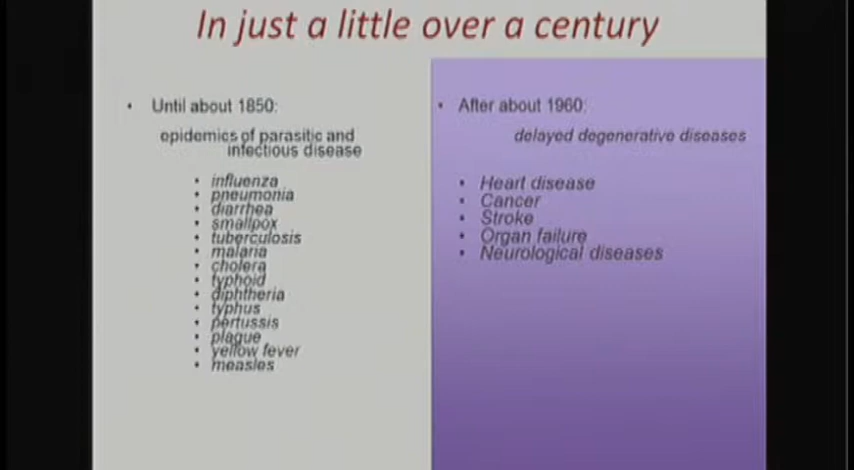 In just a little over a century
• Until about 1850:
epidemics of parasitic and
infectious disease
• influenza
• pneumonia
• diarrhea
• smallpox
• tuberculosis
• malaria
• cholera
• typhoid
• diphtheria
• typhus
• pertussis
• plague
• yellow fever
• measles
• After about 1960:
delayed degenerative diseases
• Heart disease
• Cancer
• Stroke
• Organ failure
• Neurological diseases